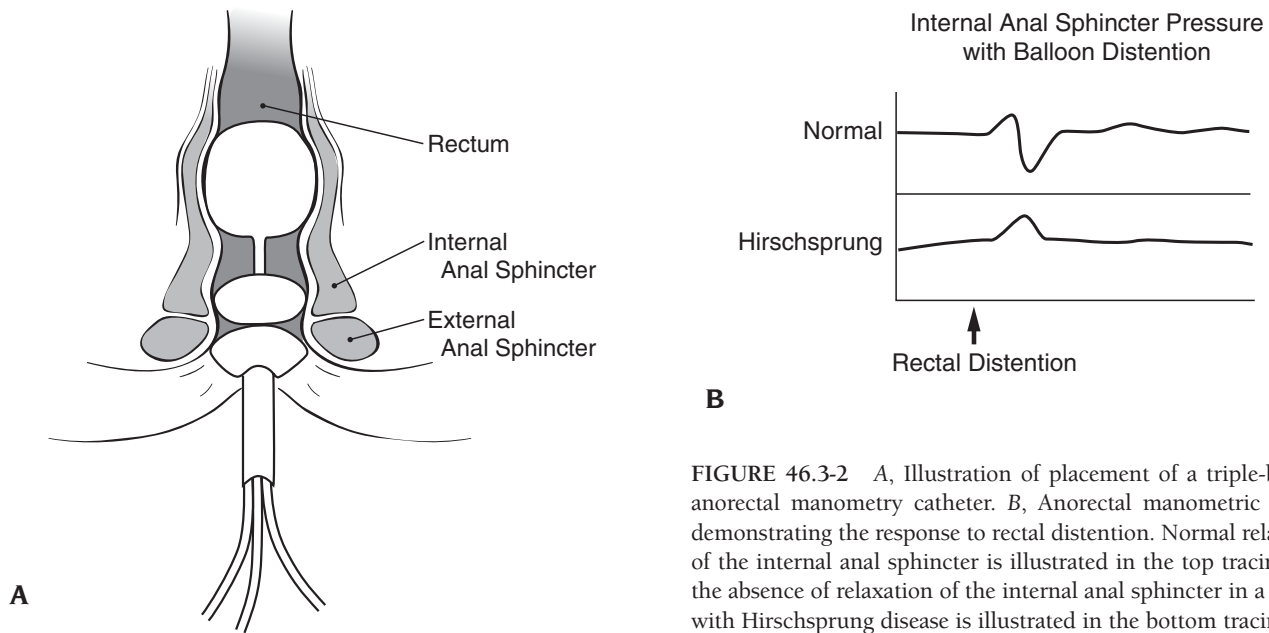 Rectum
Internal
Anal Sphincter
External
Anal Sphincter
A
Internal Anal Sphincter Pressure
with Balloon Distention
Normal
Hirschsprung
Rectal Distention
B
FIGURE 46.3-2 A, Illustration of placement of a triple-b
anorectal manometry catheter. B, Anorectal manometric
demonstrating the response to rectal distention. Normal rela
of the internal anal sphincter is illustrated in the top tracin
the absence of relaxation of the internal anal sphincter in a
with Hirschsprung disease is illustrated in the bottom tracin